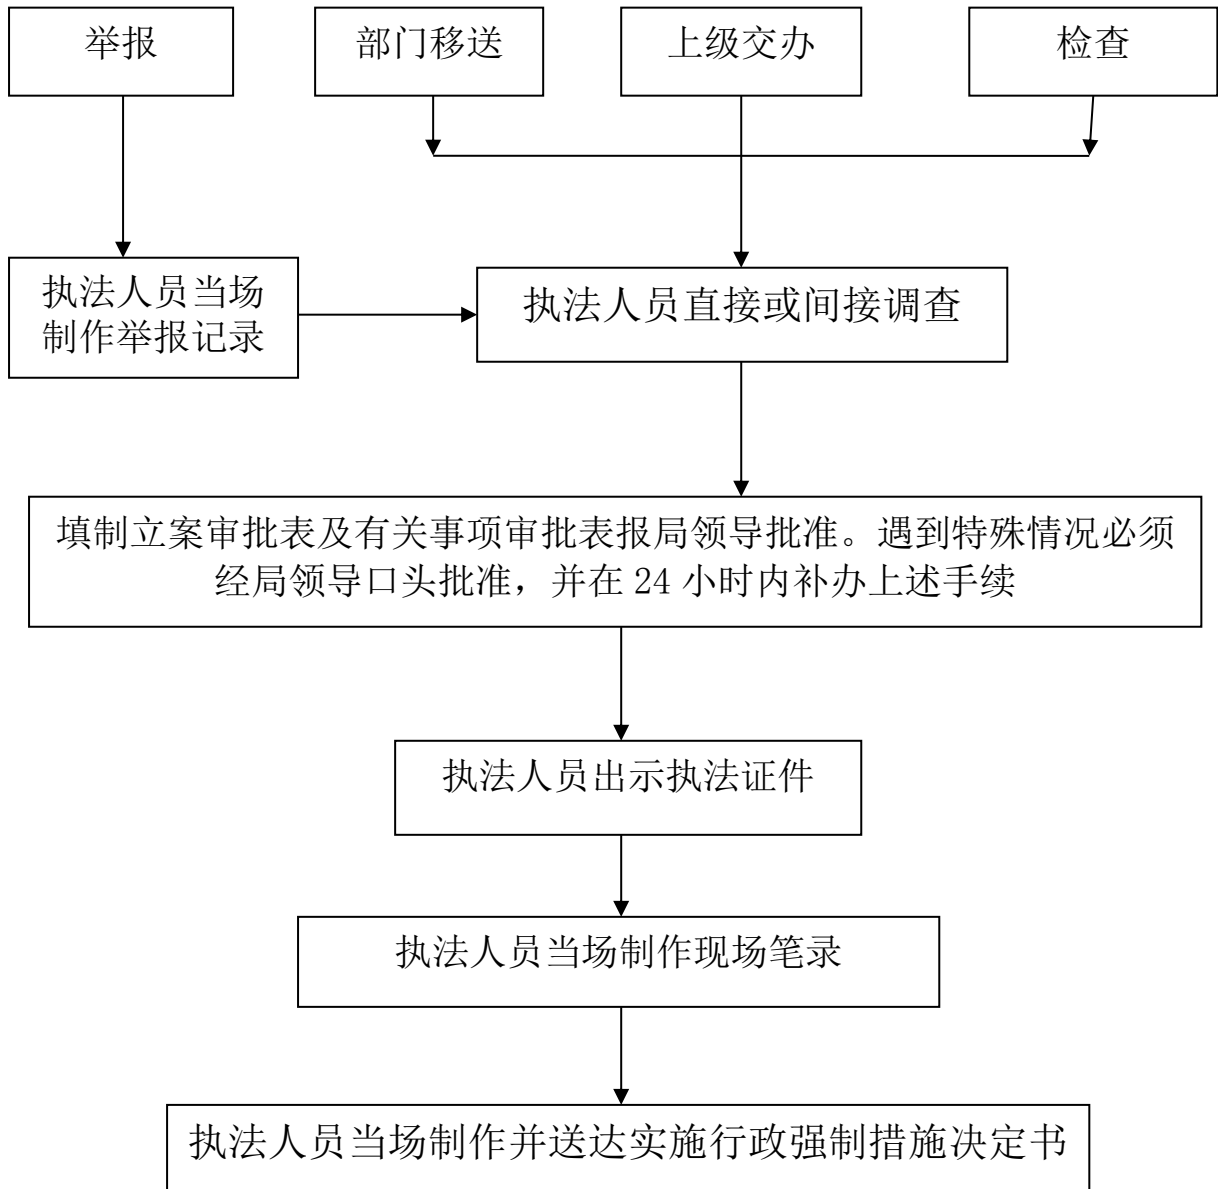 举报
部门移送
上级交办
检查
执法人员当场
制作举报记录
执法人员直接或间接调查
填制立案审批表及有关事项审批表报局领导批准。遇到特殊情况必须
经局领导口头批准，并在 24 小时内补办上述手续
执法人员出示执法证件
执法人员当场制作现场笔录
执法人员当场制作并送达实施行政强制措施决定书